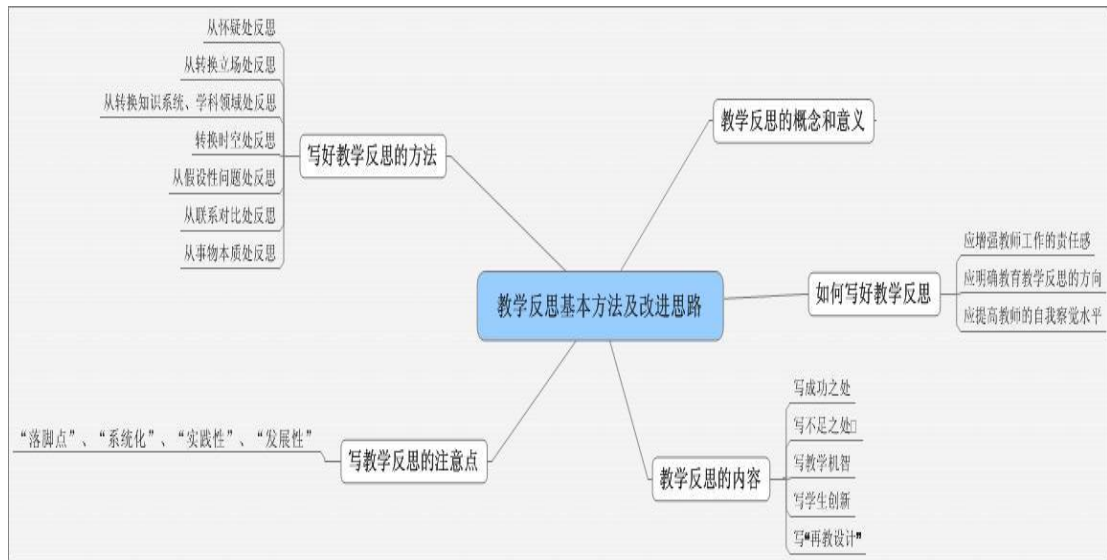 从怀疑处反思
从转换立场处反思
从转换知识系统、学科领域处反思
转换时空处反思
从假设性问题处反思
从联系对比处反思
从事物本质处反思
写好教学反思的方法
教学反思的概念和意义
教学反思基本方法及改进思路
如何写好教学反思
应增强教师工作的责任感
应明确教育教学反思的方向
应提高教师的自我察觉水平
“落脚点”、“系统化”、“实践性”、“发展性”
写教学反思的注意点
教学反思的内容
写成功之处
写不足之处
写教学机智
写学生创新
写“再教设计”